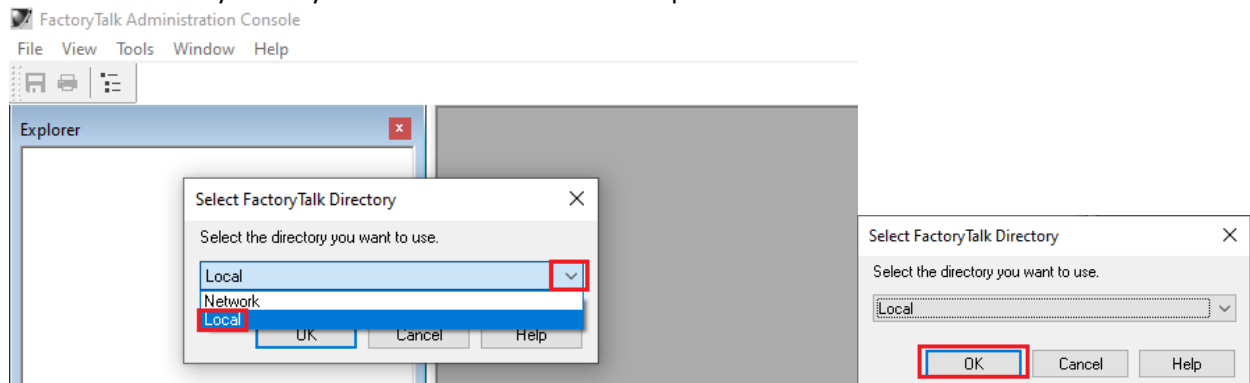 FactoryTalk Administration Console
File View Tools Window Help
Explorer
Select FactoryTalk Directory
Select the directory you want to use.
Local
Network
Local
OK Cancel Help
Select FactoryTalk Directory
Select the directory you want to use.
Local
OK Cancel Help